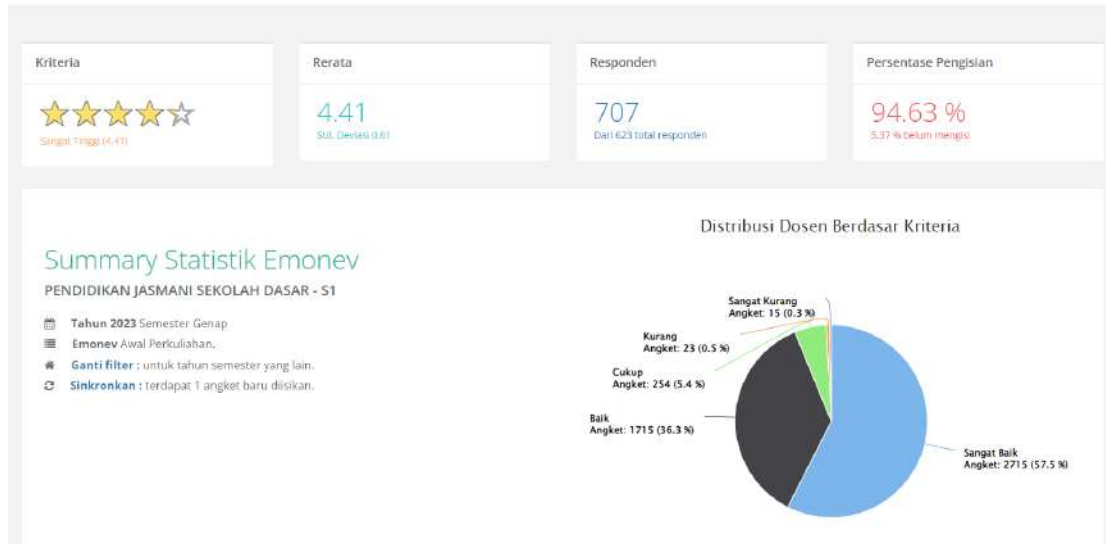 Kriteria
Sangat Tinggi (4.41)
Rerata
4.41
Std. Deviasi 0.61
Responden
707
Dari 623 total responden
Persentase Pengisian
94.63 %
5.37 % belum mengisi
Summary Statistik Emonev
PENDIDIKAN JASMANI SEKOLAH DASAR - S1
Tahun 2023 Semester Genap
Emonev Awal Perkuliahan.
Ganti filter : untuk tahun semester yang lain.
Sinkronkan : terdapat 1 angket baru diisikan.
Distribusi Dosen Berdasar Kriteria
Sangat Kurang
Angket: 15 (0.3 %)
Kurang
Angket: 23 (0.5 %)
Cukup
Angket: 254 (5.4 %)
Baik
Angket: 1715 (36.3 %)
Sangat Baik
Angket: 2715 (57.5 %)